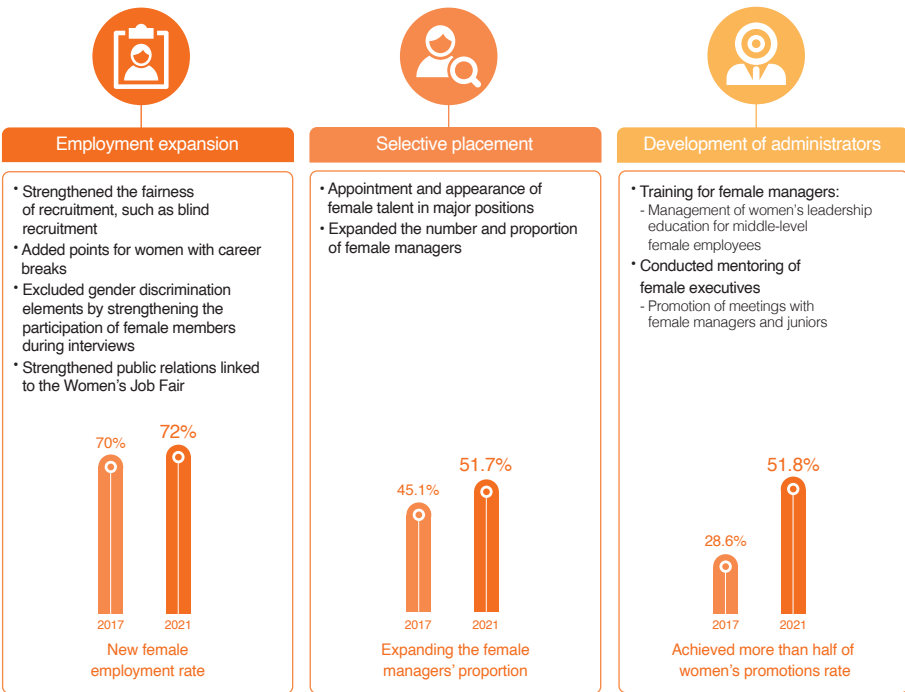 Employment expansion
• Strengthened the fairness
of recruitment, such as blind
recruitment
• Added points for women with career
breaks
• Excluded gender discrimination
elements by strengthening the
participation of female members
during interviews
• Strengthened public relations linked
to the Women's Job Fair
70%
72%
2017
2021
New female
employment rate
Selective placement
• Appointment and appearance of
female talent in major positions
• Expanded the number and proportion
of female managers
45.1%
51.7%
2017
2021
Expanding the female
managers' proportion
Development of administrators
• Training for female managers:
- Management of women's leadership
education for middle-level
female employees
• Conducted mentoring of
female executives
- Promotion of meetings with
female managers and juniors
28.6%
51.8%
2017
2021
Achieved more than half of
women's promotions rate